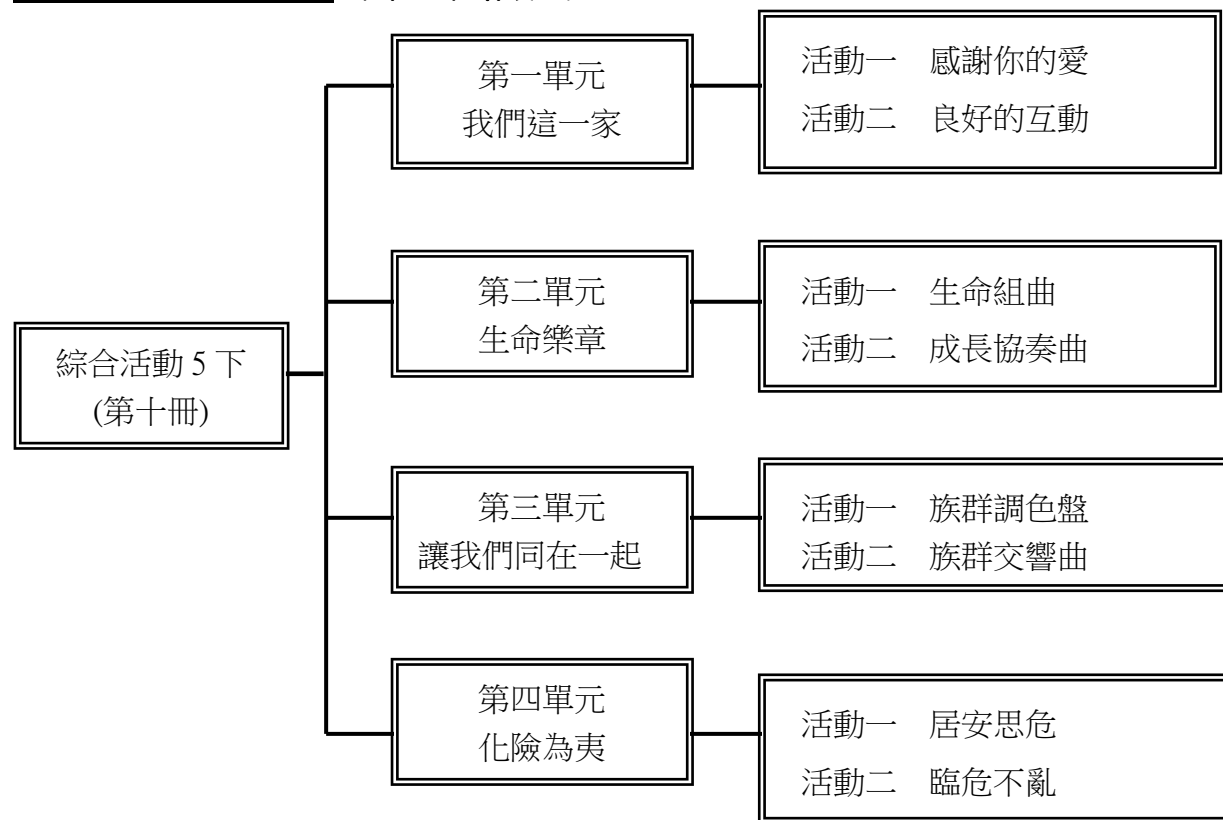 綜合活動 5 下
(第十冊)
第一單元
我們這一家
活動一 感謝你的愛
活動二 良好的互動
第二單元
生命樂章
活動一 生命組曲
活動二 成長協奏曲
第三單元
讓我們同在一起
活動一 族群調色盤
活動二 族群交響曲
第四單元
化險為夷
活動一 居安思危
活動二 臨危不亂